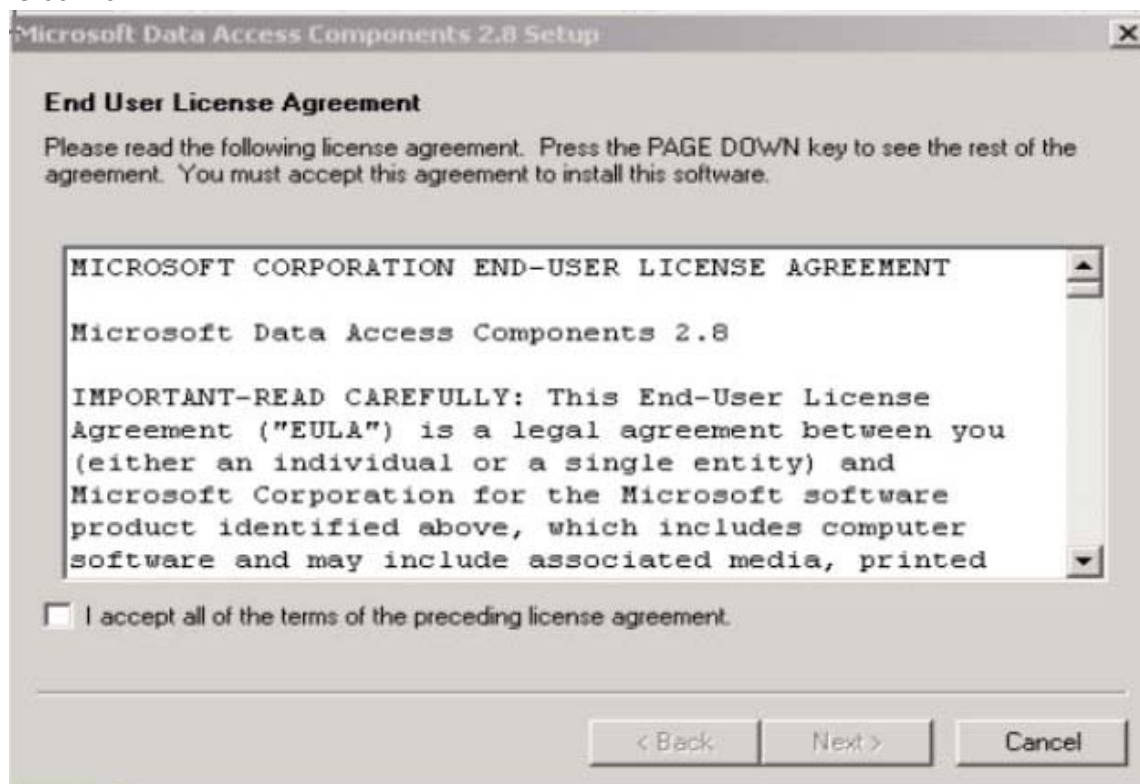 Microsoft Data Access Components 2.8 Setup
End User License Agreement
Please read the following license agreement. Press the PAGE DOWN key to see the rest of the
agreement. You must accept this agreement to install this software.
MICROSOFT CORPORATION END-USER LICENSE AGREEMENT
Microsoft Data Access Components 2.8
IMPORTANT-READ CAREFULLY: This End-User License
Agreement ("EULA") is a legal agreement between you
(either an individual or a single entity) and
Microsoft Corporation for the Microsoft software
product identified above, which includes computer
software and may include associated media, printed
I accept all of the terms of the preceding license agreement.
< Back Next > Cancel